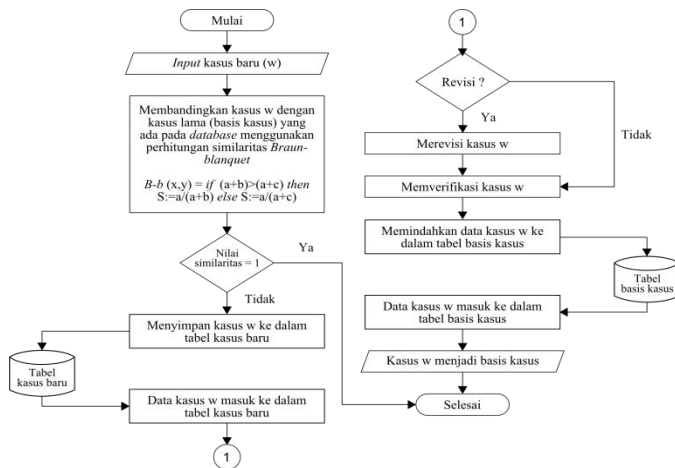 Mulai
Input kasus baru (w)
Membandingkan kasus w dengan
kasus lama (basis kasus) yang
ada pada database menggunakan
perhitungan similaritas Braun-
blanquet
B-b (x,y) = if (a+b)>(a+c) then
S:=a/(a+b) else S:=a/(a+c)
Nilai
similaritas = 1
Ya
Tidak
Menyimpan kasus w ke dalam
tabel kasus baru
Tabel
kasus baru
Data kasus w masuk ke dalam
tabel kasus baru
1
1
Revisi ?
Ya
Tidak
Merevisi kasus w
Memverifikasi kasus w
Memindahkan data kasus w ke
dalam tabel basis kasus
Tabel
basis kasus
Data kasus w masuk ke dalam
tabel basis kasus
Kasus w menjadi basis kasus
Selesai